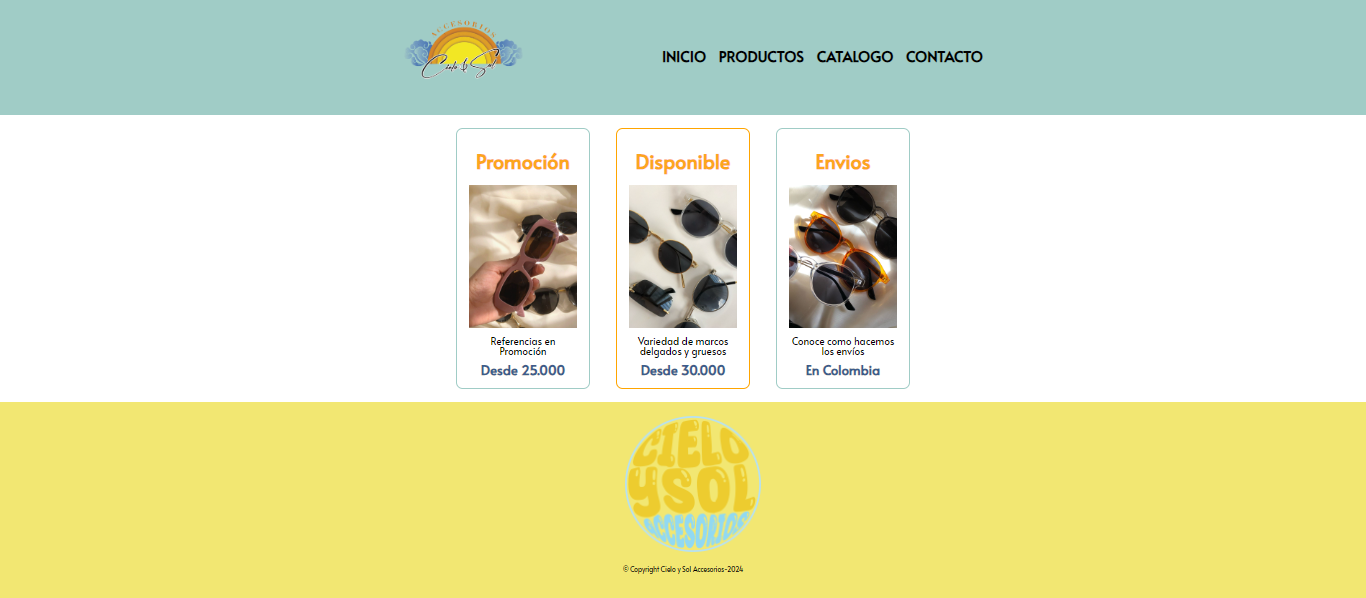 ACCESORIOS
Cielo & Sol
INICIO PRODUCTOS CATALOGO CONTACTO
Promoción
Referencias en
Promoción
Desde 25.000
Disponible
Variedad de marcos
delgados y gruesos
Desde 30.000
Envios
Conoce como hacemos
los envíos
En Colombia
CIELO
Y SOL
ACCESORIOS
© Copyright Cielo y Sol Accesorios-2024